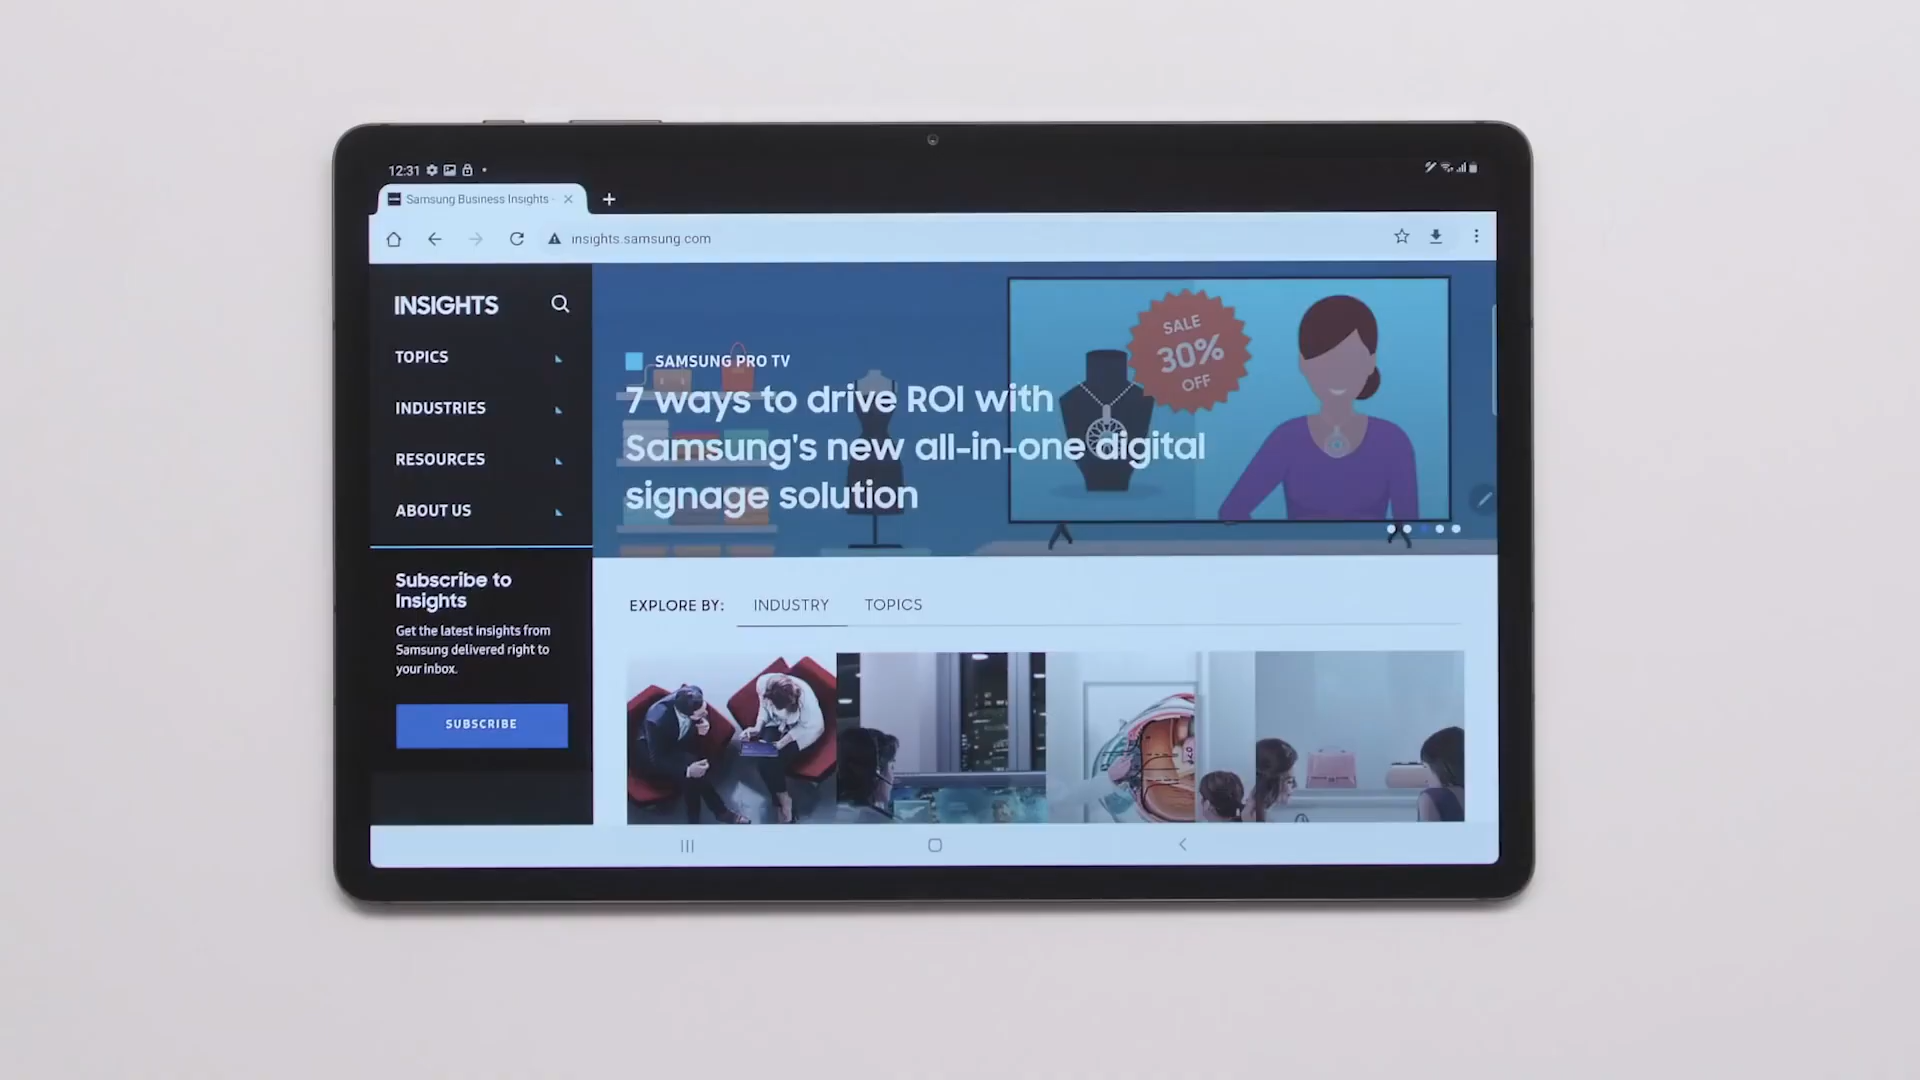 12:31
Samsung Business Insights -
insights.samsung.com
INSIGHTS
TOPICS
INDUSTRIES
RESOURCES
ABOUT US
Subscribe to
Insights
Get the latest insights from
Samsung delivered right to
your inbox.
SUBSCRIBE
SAMSUNG PRO TV
7 ways to drive ROI with
Samsung's new all-in-one digital
signage solution
SALE
30%
OFF
EXPLORE BY: INDUSTRY TOPICS